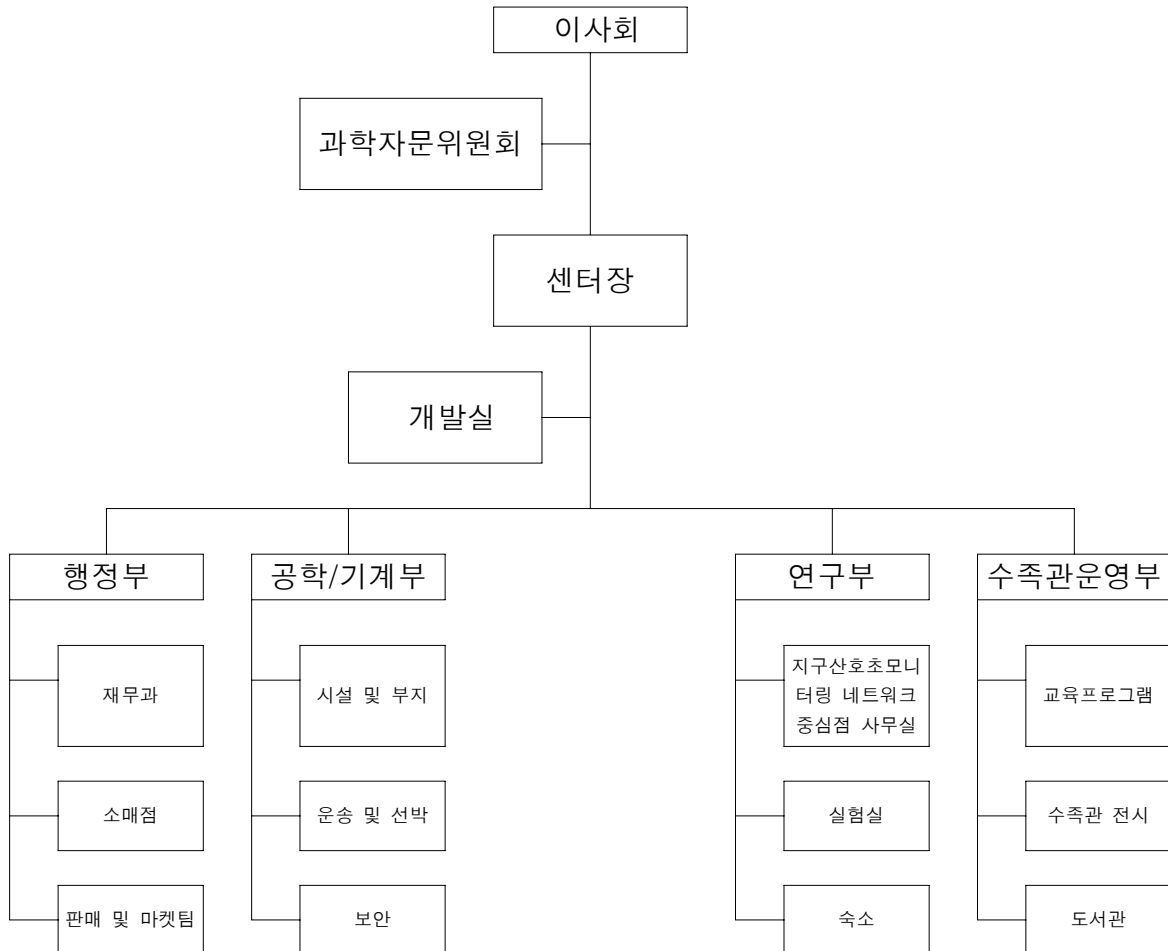 이사회
과학자문위원회
센터장
개발실
행정부
공학/기계부
연구부
수족관운영부
재무과
시설 및 부지
지구산호초모니
터링 네트워크
중심점 사무실
교육프로그램
소매점
운송 및 선박
실험실
수족관 전시
판매 및 마켓팀
보안
숙소
도서관